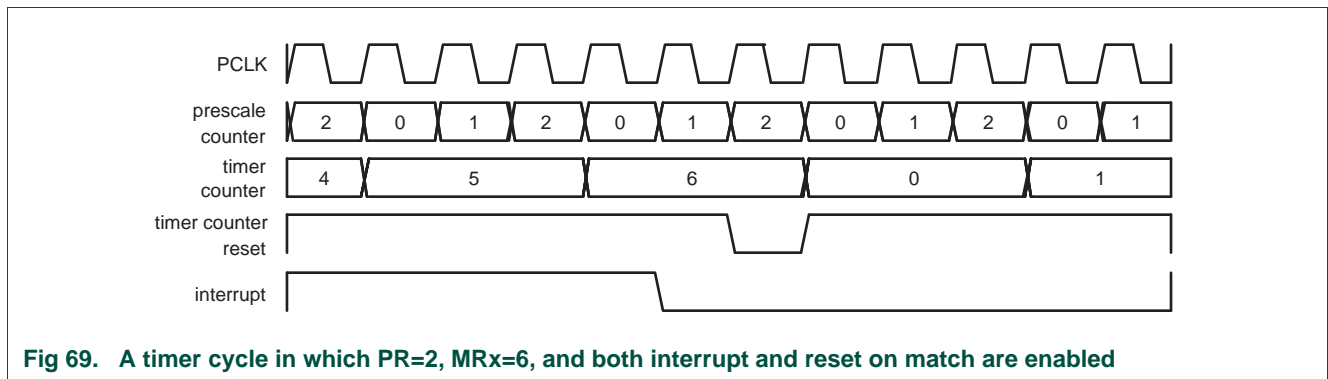 PCLK
prescale
counter
2 0 1 2 0 1 2 0 1 2 0 1
timer
counter
4 5 6 0 1
timer counter
reset
interrupt
Fig 69. A timer cycle in which PR=2, MRx=6, and both interrupt and reset on match are enabled